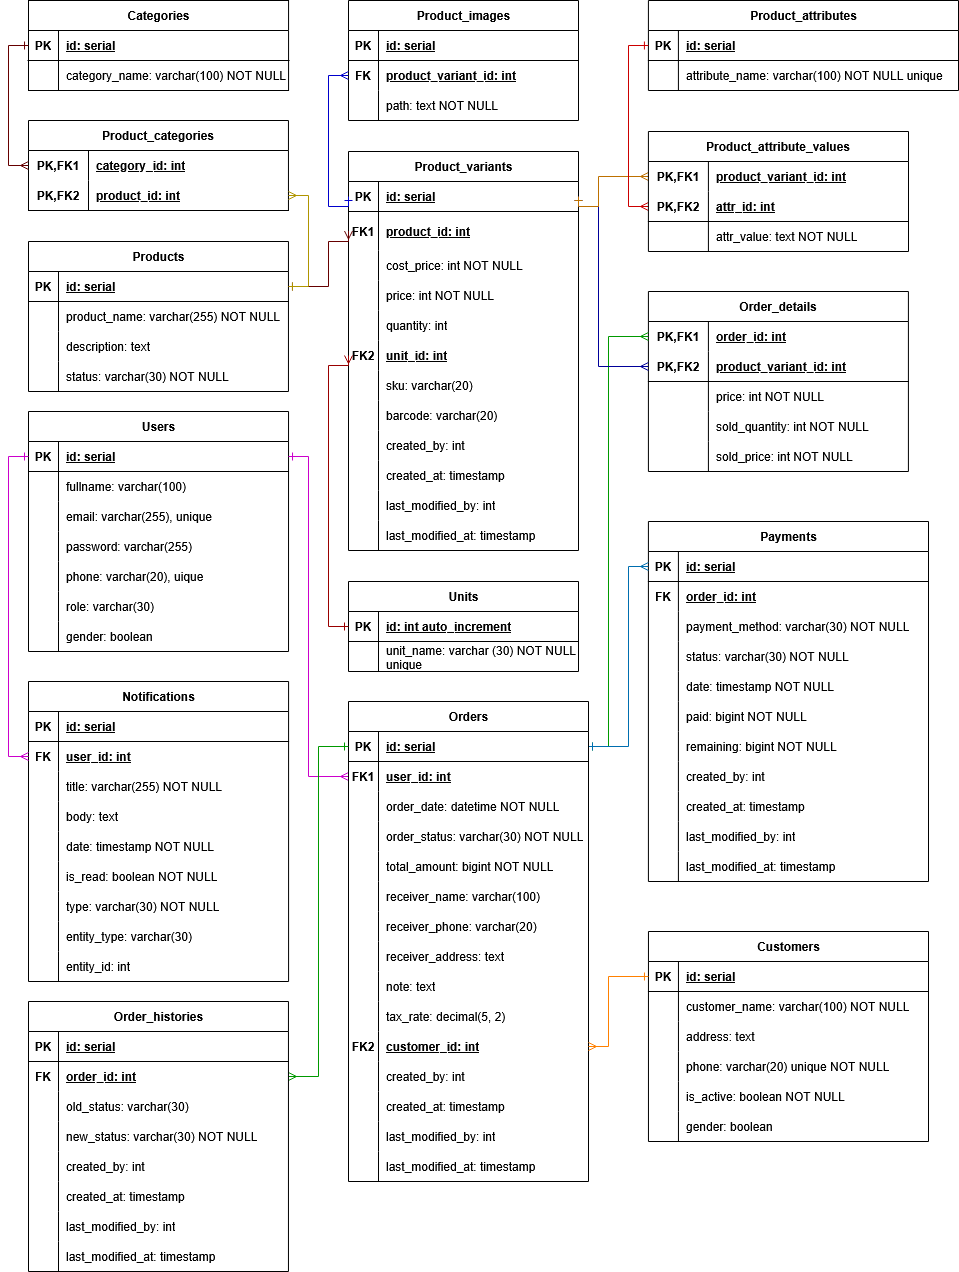 Categories
PK id: serial
category_name: varchar(100) NOT NULL
Product_categories
PK,FK1 category_id: int
PK,FK2 product_id: int
Products
PK id: serial
product_name: varchar(255) NOT NULL
description: text
status: varchar(30) NOT NULL
Users
PK id: serial
fullname: varchar(100)
email: varchar(255), unique
password: varchar(255)
phone: varchar(20), uique
role: varchar(30)
gender: boolean
Notifications
PK id: serial
FK user_id: int
title: varchar(255) NOT NULL
body: text
date: timestamp NOT NULL
is_read: boolean NOT NULL
type: varchar(30) NOT NULL
entity_type: varchar(30)
entity_id: int
Order_histories
PK id: serial
FK order_id: int
old_status: varchar(30)
new_status: varchar(30) NOT NULL
created_by: int
created_at: timestamp
last_modified_by: int
last_modified_at: timestamp
Product_images
PK id: serial
FK product_variant_id: int
path: text NOT NULL
Product_variants
PK id: serial
FK1 product_id: int
cost_price: int NOT NULL
price: int NOT NULL
quantity: int
FK2 unit_id: int
sku: varchar(20)
barcode: varchar(20)
created_by: int
created_at: timestamp
last_modified_by: int
last_modified_at: timestamp
Units
PK id: int auto_increment
unit_name: varchar (30) NOT NULL
unique
Orders
PK id: serial
FK1 user_id: int
order_date: datetime NOT NULL
order_status: varchar(30) NOT NULL
total_amount: bigint NOT NULL
receiver_name: varchar(100)
receiver_phone: varchar(20)
receiver_address: text
note: text
tax_rate: decimal(5, 2)
FK2 customer_id: int
created_by: int
created_at: timestamp
last_modified_by: int
last_modified_at: timestamp
Product_attributes
PK id: serial
attribute_name: varchar(100) NOT NULL unique
Product_attribute_values
PK,FK1 product_variant_id: int
PK,FK2 attr_id: int
attr_value: text NOT NULL
Order_details
PK,FK1 order_id: int
PK,FK2 product_variant_id: int
price: int NOT NULL
sold_quantity: int NOT NULL
sold_price: int NOT NULL
Payments
PK id: serial
FK order_id: int
payment_method: varchar(30) NOT NULL
status: varchar(30) NOT NULL
date: timestamp NOT NULL
paid: bigint NOT NULL
remaining: bigint NOT NULL
created_by: int
created_at: timestamp
last_modified_by: int
last_modified_at: timestamp
Customers
PK id: serial
customer_name: varchar(100) NOT NULL
address: text
phone: varchar(20) unique NOT NULL
is_active: boolean NOT NULL
gender: boolean